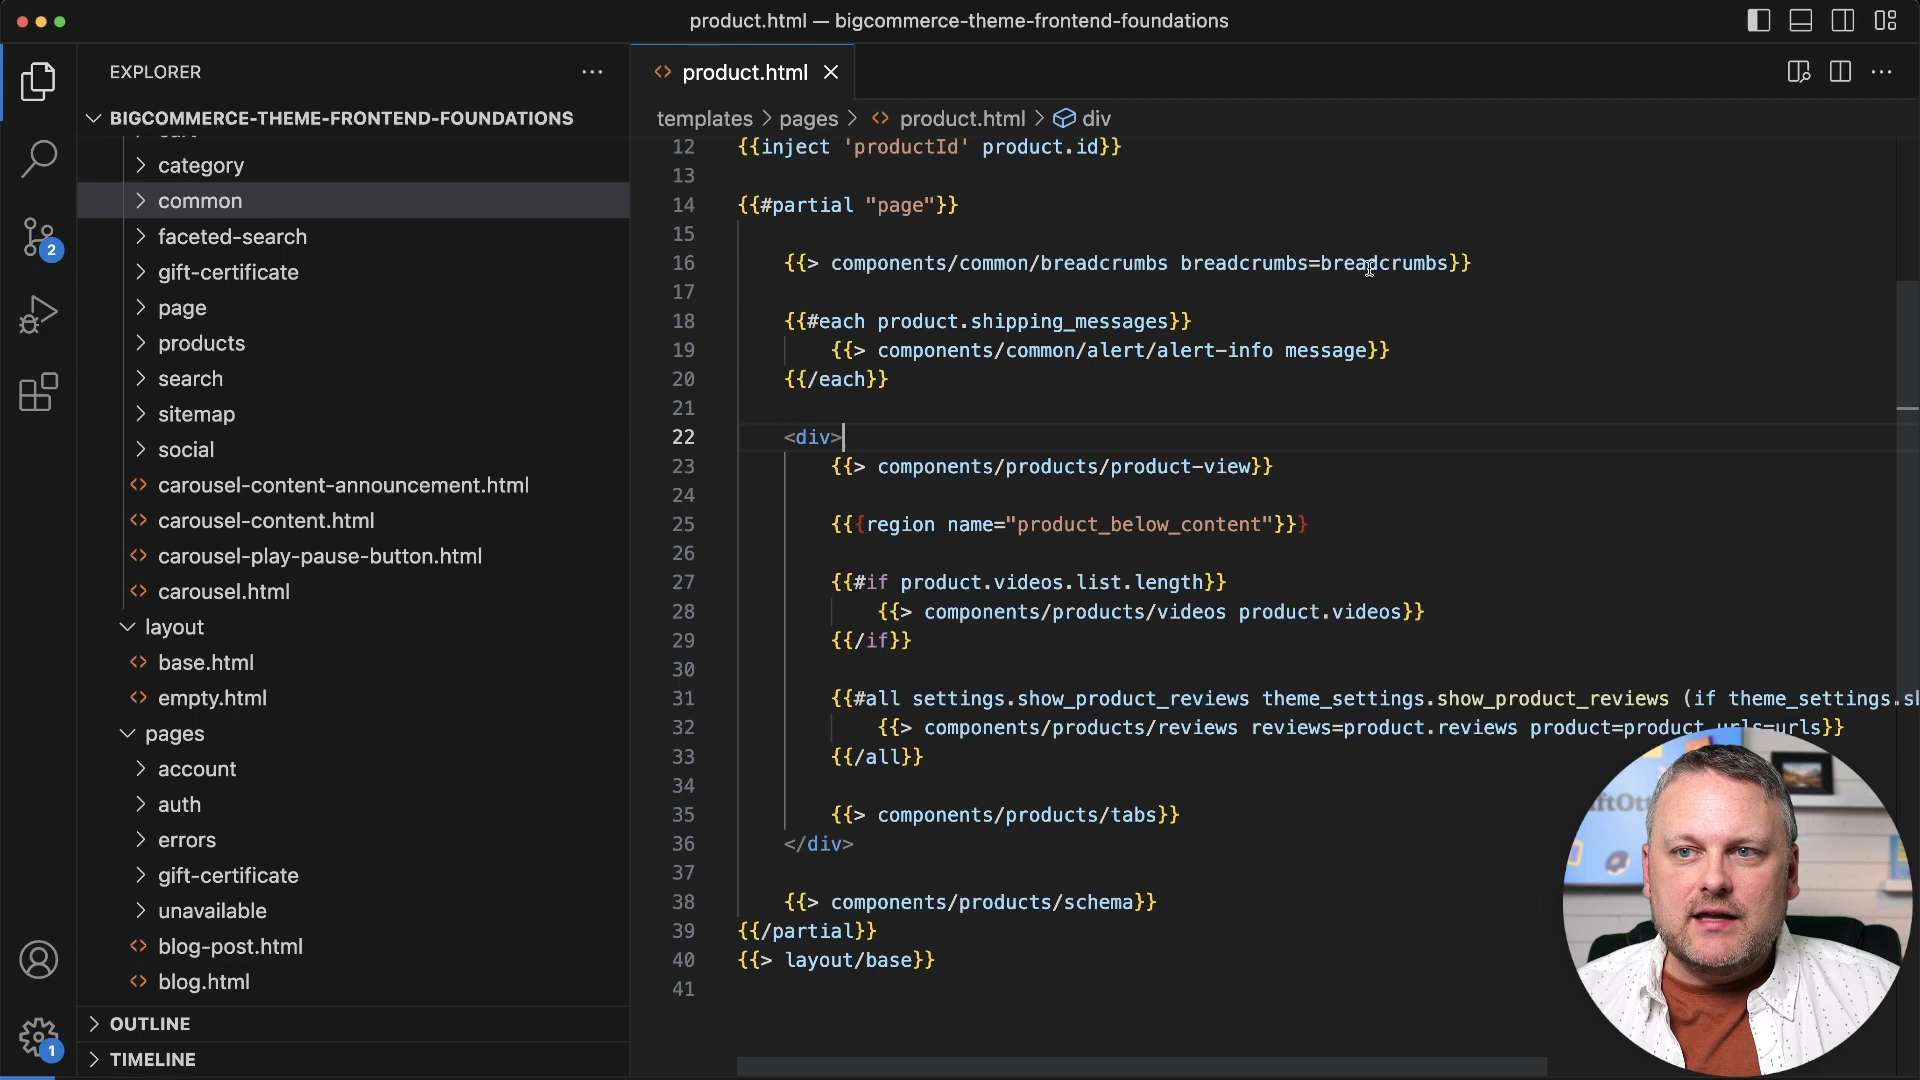 product.html — bigcommerce-theme-frontend-foundations
EXPLORER
product.html
BIGCOMMERCE-THEME-FRONTEND-FOUNDATIONS
templates > pages > product.html > div
category
common
faceted-search
gift-certificate
page
products
search
sitemap
social
carousel-content-announcement.html
carousel-content.html
carousel-play-pause-button.html
carousel.html
layout
base.html
empty.html
pages
account
auth
errors
gift-certificate
unavailable
blog-post.html
blog.html
OUTLINE
TIMELINE
2
1
12 {{inject 'productId' product.id}}
13
14 {{#partial "page"}}
15
16 {{> components/common/breadcrumbs breadcrumbs=breadcrumbs}}
17
18 {{#each product.shipping_messages}}
19 {{> components/common/alert/alert-info message}}
20 {{/each}}
21
22 <div>
23 {{> components/products/product-view}}
24
25 {{{region name="product_below_content"}}}
26
27 {{#if product.videos.list.length}}
28 {{> components/products/videos product.videos}}
29 {{/if}}
30
31 {{#all settings.show_product_reviews theme_settings.show_product_reviews (if theme_settings.s
32 {{> components/products/reviews reviews=product.reviews product=product urls=urls}}
33 {{/all}}
34
35 {{> components/products/tabs}}
36 </div>
37
38 {{> components/products/schema}}
39 {{/partial}}
40 {{> layout/base}}
41